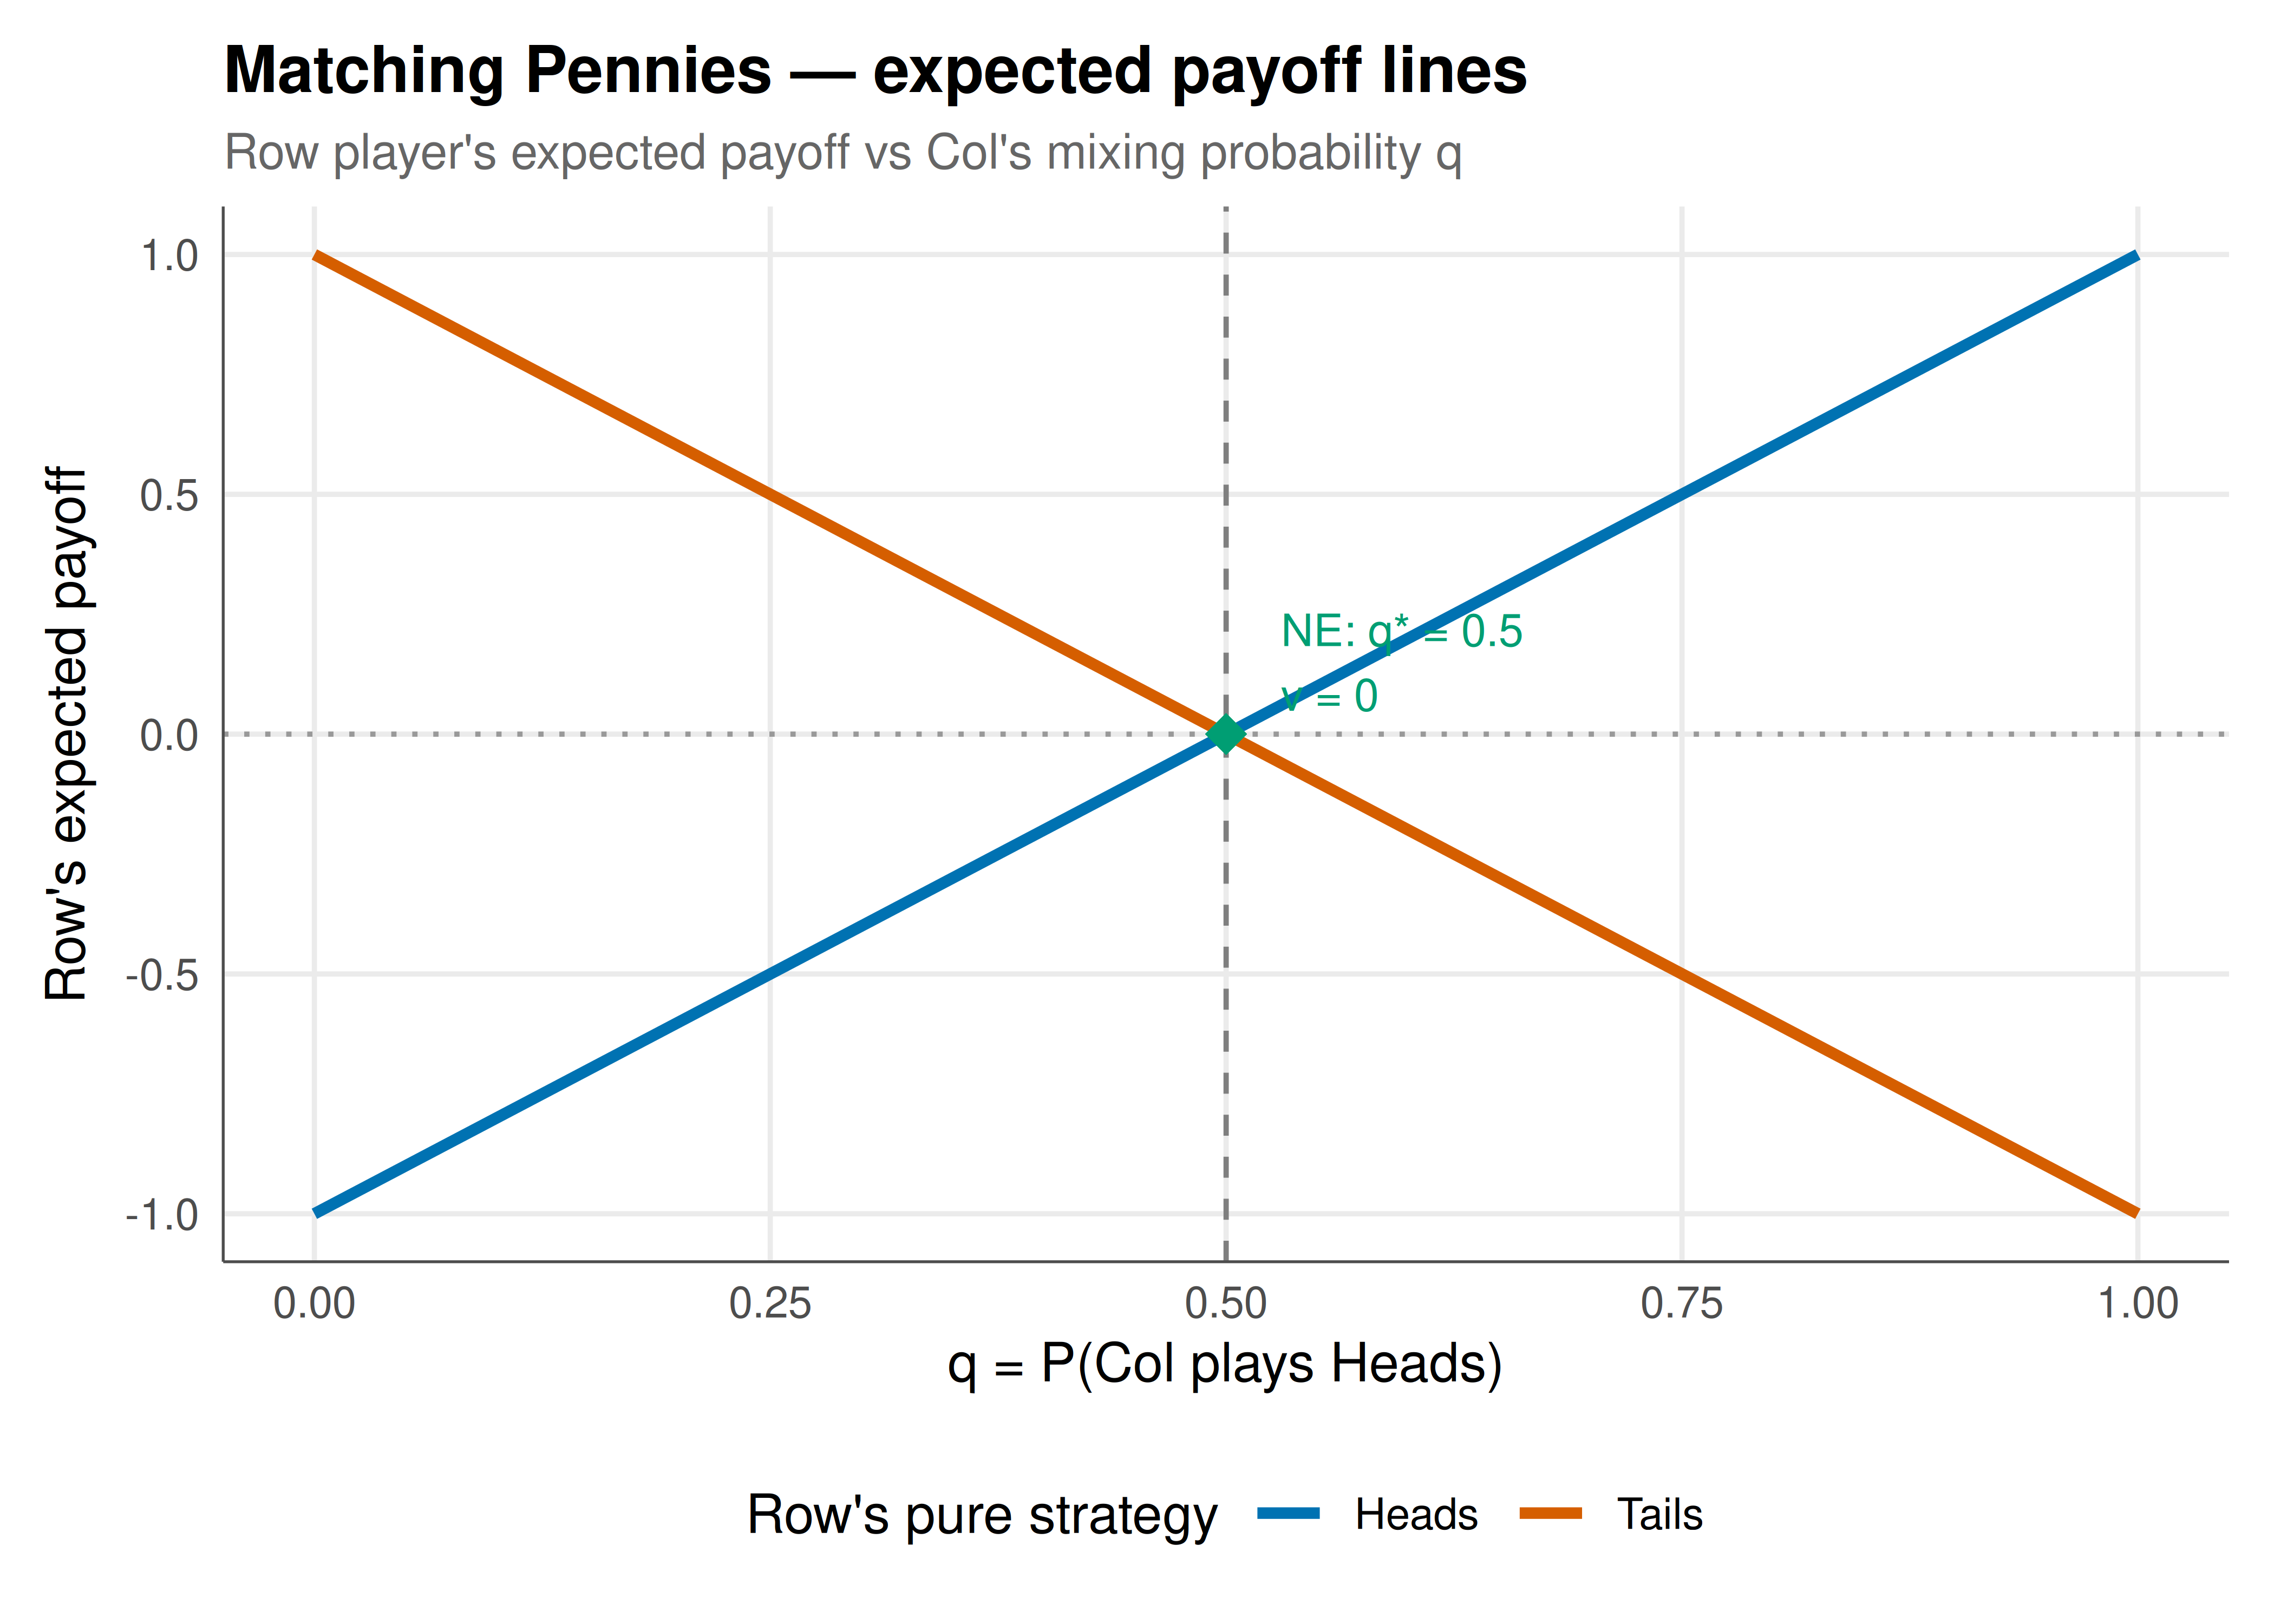 Matching Pennies — expected payoff lines
Row player's expected payoff vs Col's mixing probability q
Row's expected payoff
1.0
0.5
0.0
-0.5
-1.0
NE: q* = 0.5
v = 0
0.00 0.25 0.50 0.75 1.00
q = P(Col plays Heads)
Row's pure strategy Heads Tails